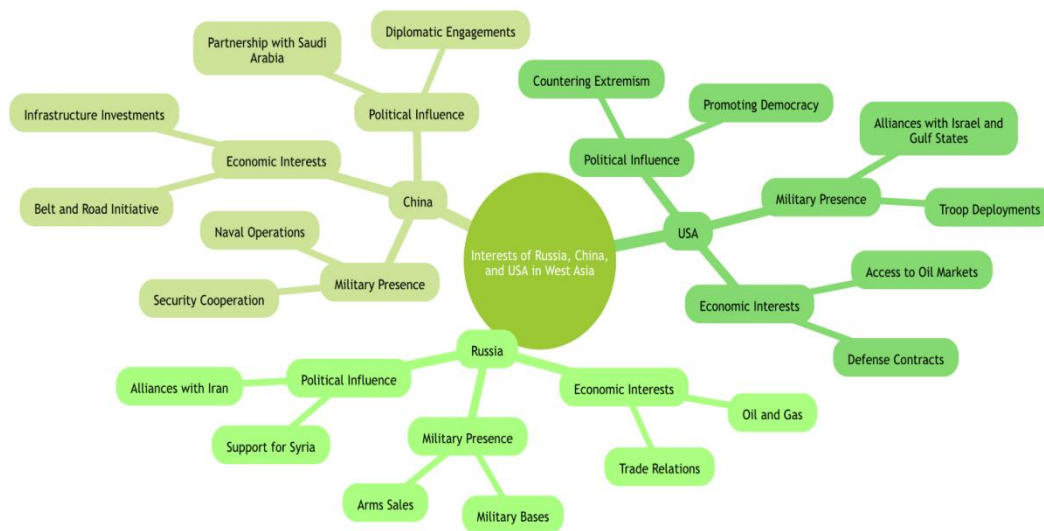 Interests of Russia, China,
and USA in West Asia
China
Political Influence
Partnership with Saudi
Arabia
Diplomatic Engagements
Economic Interests
Infrastructure Investments
Belt and Road Initiative
Military Presence
Naval Operations
Security Cooperation
USA
Political Influence
Countering Extremism
Promoting Democracy
Military Presence
Alliances with Israel and
Gulf States
Troop Deployments
Economic Interests
Access to Oil Markets
Defense Contracts
Russia
Political Influence
Alliances with Iran
Support for Syria
Military Presence
Arms Sales
Military Bases
Economic Interests
Oil and Gas
Trade Relations